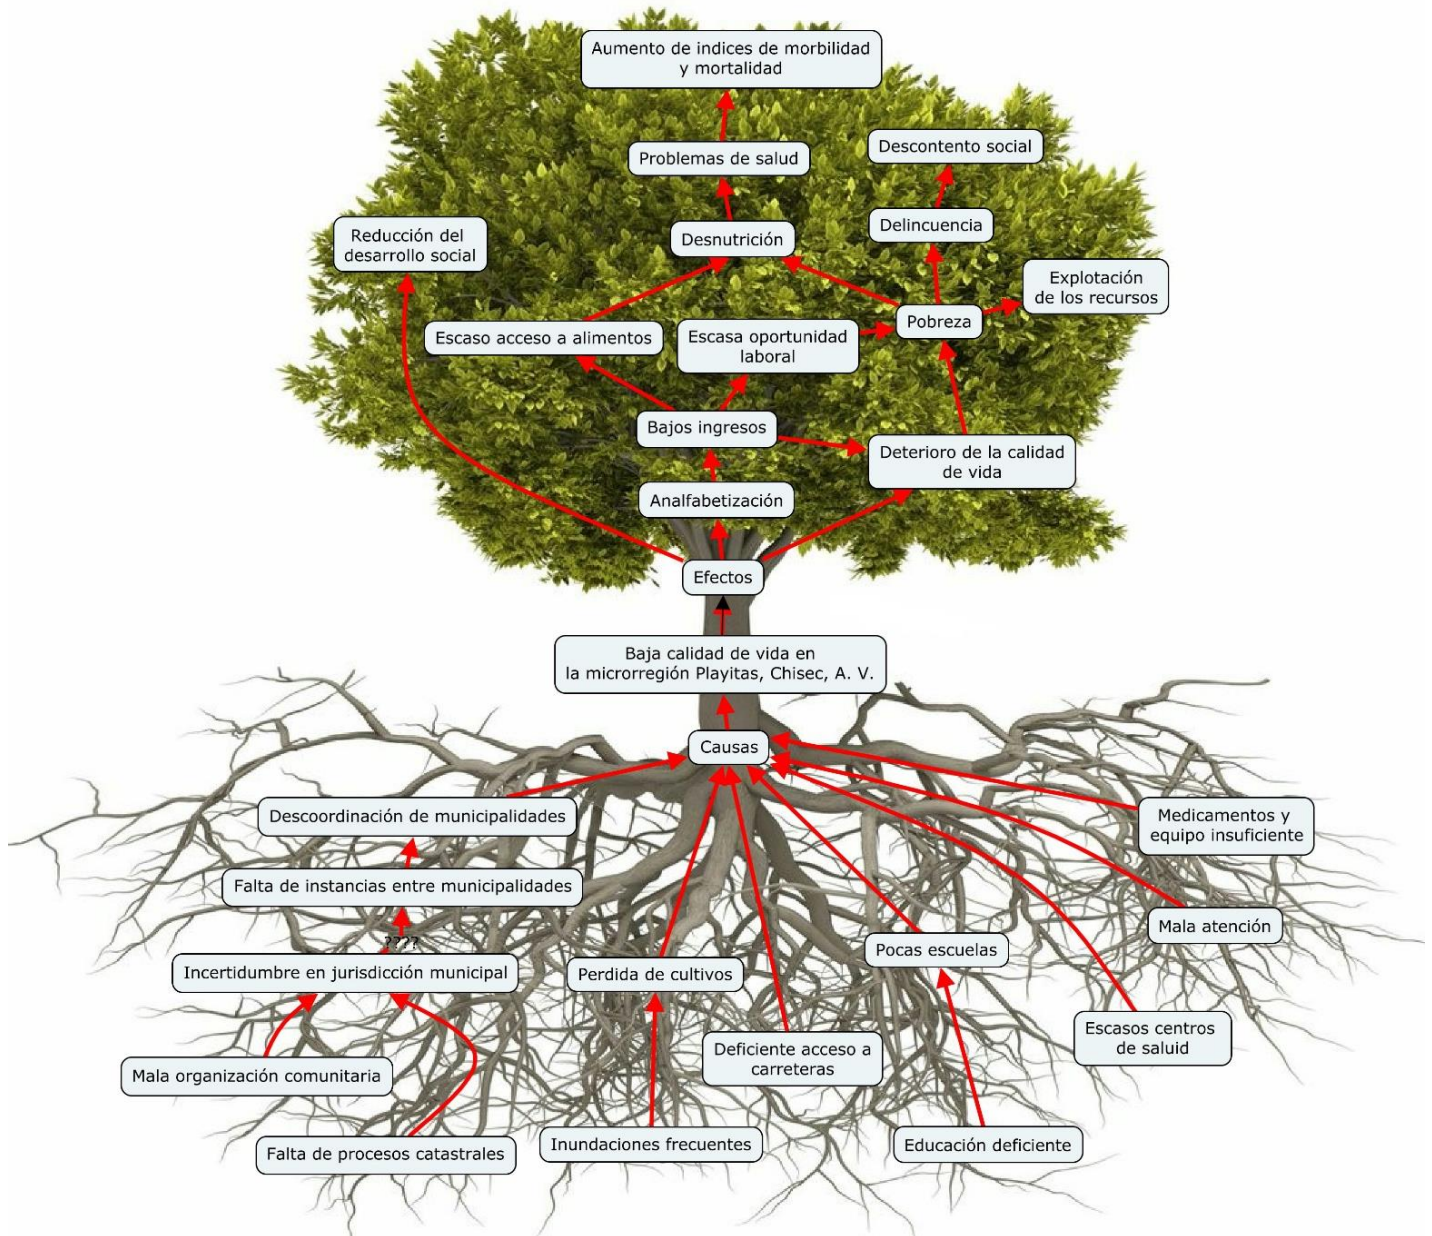 Aumento de indices de morbilidad
y mortalidad
Problemas de salud
Descontento social
Reducción del
desarrollo social
Desnutrición
Delincuencia
Explotación
de los recursos
Escaso acceso a alimentos
Escasa oportunidad
laboral
Pobreza
Bajos ingresos
Deterioro de la calidad
de vida
Analfabetización
Efectos
Baja calidad de vida en
la microrregión Playitas, Chisec, A. V.
Causas
Descoordinación de municipalidades
Medicamentos y
equipo insuficiente
Falta de instancias entre municipalidades
Mala atención
????
Incertidumbre en jurisdicción municipal
Perdida de cultivos
Pocas escuelas
Escasos centros
de saluid
Mala organización comunitaria
Deficiente acceso a
carreteras
Falta de procesos catastrales
Inundaciones frecuentes
Educación deficiente